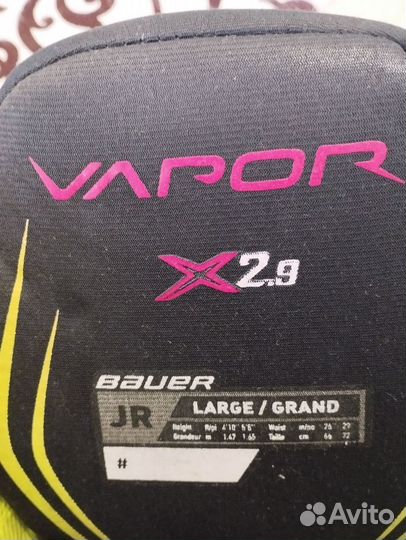 VAPOR
X2.9
BAUER
JR LARGE / GRAND
Height ft/pi 4'10" 5'5" Waist in/po 26 29
Grandeur m 1.47 1.65 Taille cm 66 72
#
Avito